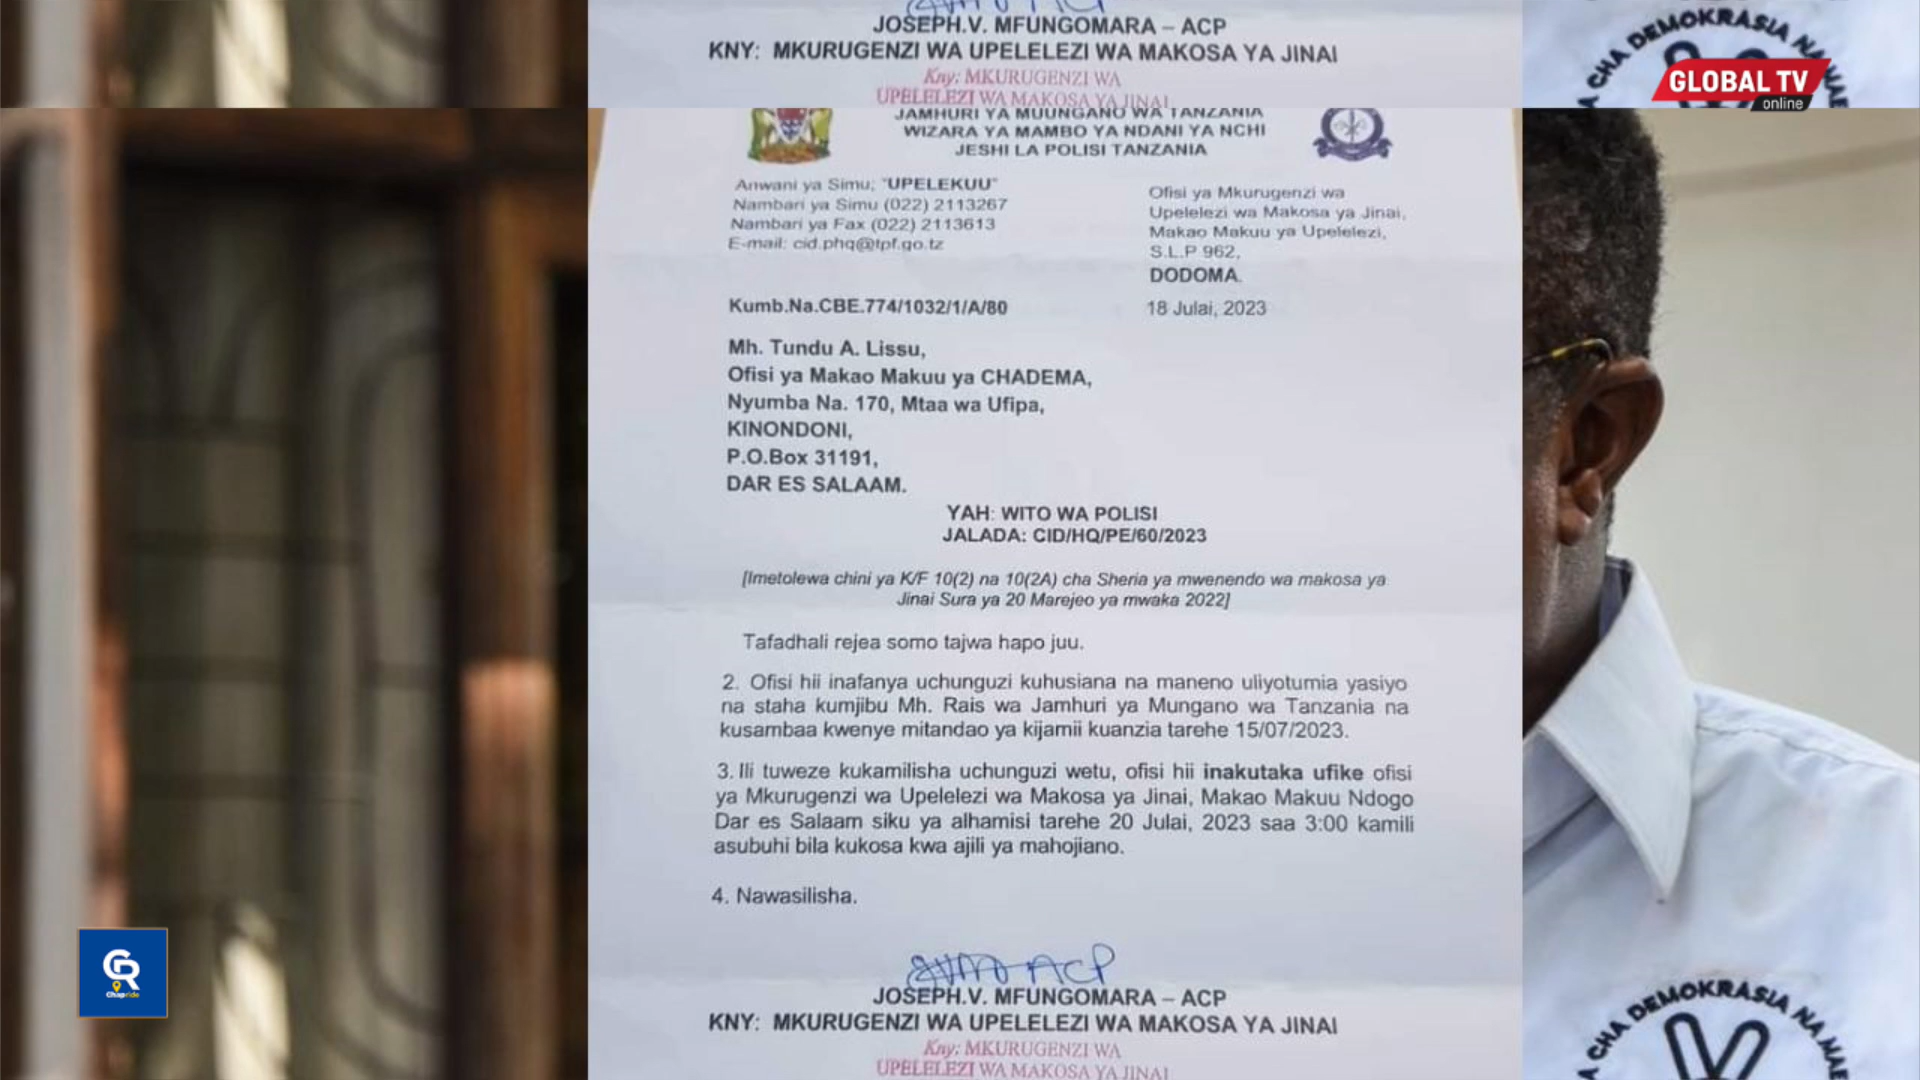 JOSEPH.V. MFUNGOMARA – ACP
KNY: MKURUGENZI WA UPELELEZI WA MAKOSA YA JINAI
Kny: MKURUGENZI WA
UPELELEZI WA MAKOSA YA JINAI
CHA DEMOKRASIA NA MAE
GLOBAL TV
online
JAMHURI YA MUUNGANO WA TANZANIA
WIZARA YA MAMBO YA NDANI YA NCHI
JESHI LA POLISI TANZANIA
Anwani ya Simu; "UPELEKUU"
Nambari ya Simu (022) 2113267
Nambari ya Fax (022) 2113613
E-mail: cid.phq@tpf.go.tz
Ofisi ya Mkurugenzi wa
Upelelezi wa Makosa ya Jinai,
Makao Makuu ya Upelelezi,
S.L.P 962,
DODOMA.
Kumb.Na.CBE.774/1032/1/A/80
18 Julai, 2023
Mh. Tundu A. Lissu,
Ofisi ya Makao Makuu ya CHADEMA,
Nyumba Na. 170, Mtaa wa Ufipa,
KINONDONI,
P.O.Box 31191,
DAR ES SALAAM.
YAH: WITO WA POLISI
JALADA: CID/HQ/PE/60/2023
[Imetolewa chini ya K/F 10(2) na 10(2A) cha Sheria ya mwenendo wa makosa ya
Jinai Sura ya 20 Marejeo ya mwaka 2022]
Tafadhali rejea somo tajwa hapo juu.
2. Ofisi hii inafanya uchunguzi kuhusiana na maneno uliyotumia yasiyo
na staha kumjibu Mh. Rais wa Jamhuri ya Mungano wa Tanzania na
kusambaa kwenye mitandao ya kijamii kuanzia tarehe 15/07/2023.
3. Ili tuweze kukamilisha uchunguzi wetu, ofisi hii inakutaka ufike ofisi
ya Mkurugenzi wa Upelelezi wa Makosa ya Jinai, Makao Makuu Ndogo
Dar es Salaam siku ya alhamisi tarehe 20 Julai, 2023 saa 3:00 kamili
asubuhi bila kukosa kwa ajili ya mahojiano.
4. Nawasilisha.
ACP
JOSEPH.V. MFUNGOMARA – ACP
KNY: MKURUGENZI WA UPELELEZI WA MAKOSA YA JINAI
Kny: MKURUGENZI WA
UPELELEZI WA MAKOSA YA JINAI
A CHA DEMOKRASIA NA MAE
CR
Chapride